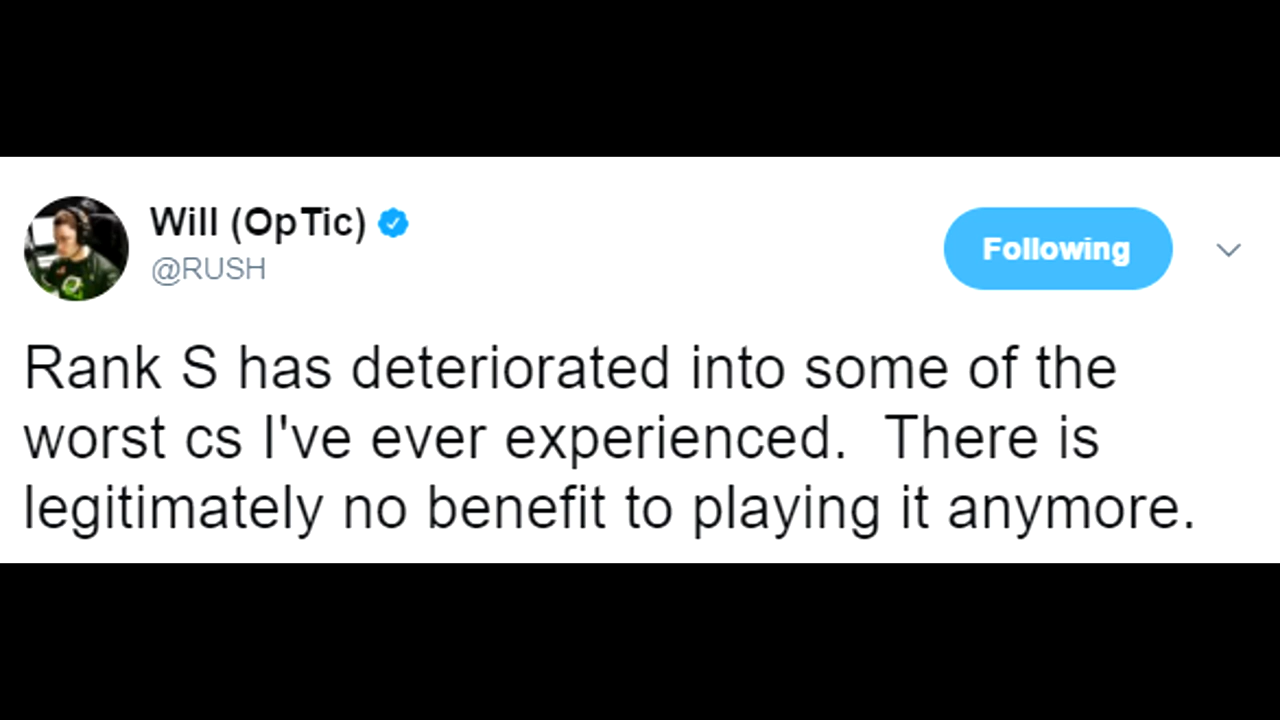 Will (OpTic)
@RUSH
Following
Rank S has deteriorated into some of the
worst cs I've ever experienced.  There is
legitimately no benefit to playing it anymore.